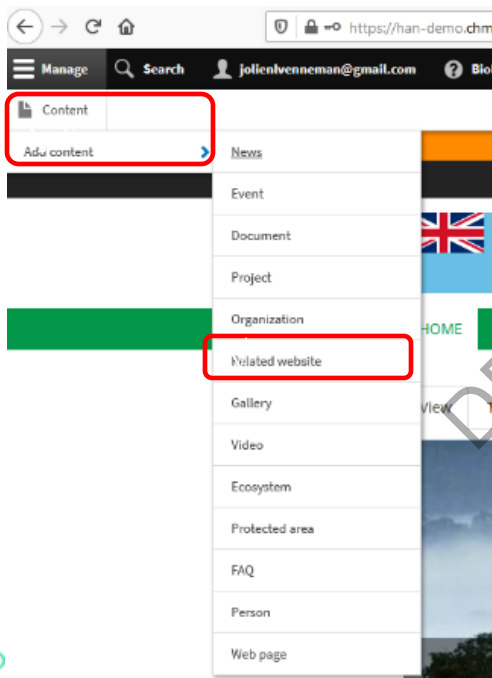 https://han-demo.chm
Manage Search jolienlvenneman@gmail.com Biol
Content
Add content
News
Event
Document
Project
Organization
HOME
Related website
Gallery
View T
Video
Ecosystem
Protected area
FAQ
Person
Web page